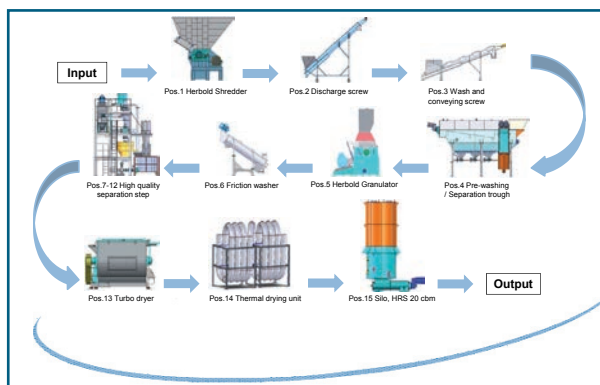 Input
Pos.1 Herbold Shredder
Pos.2 Discharge screw
Pos.3 Wash and
conveying screw
Pos.4 Pre-washing
/ Separation trough
Pos.5 Herbold Granulator
Pos.6 Friction washer
Pos.7-12 High quality
separation step
Pos.13 Turbo dryer
Pos.14 Thermal drying unit
Pos.15 Silo, HRS 20 cbm
Output